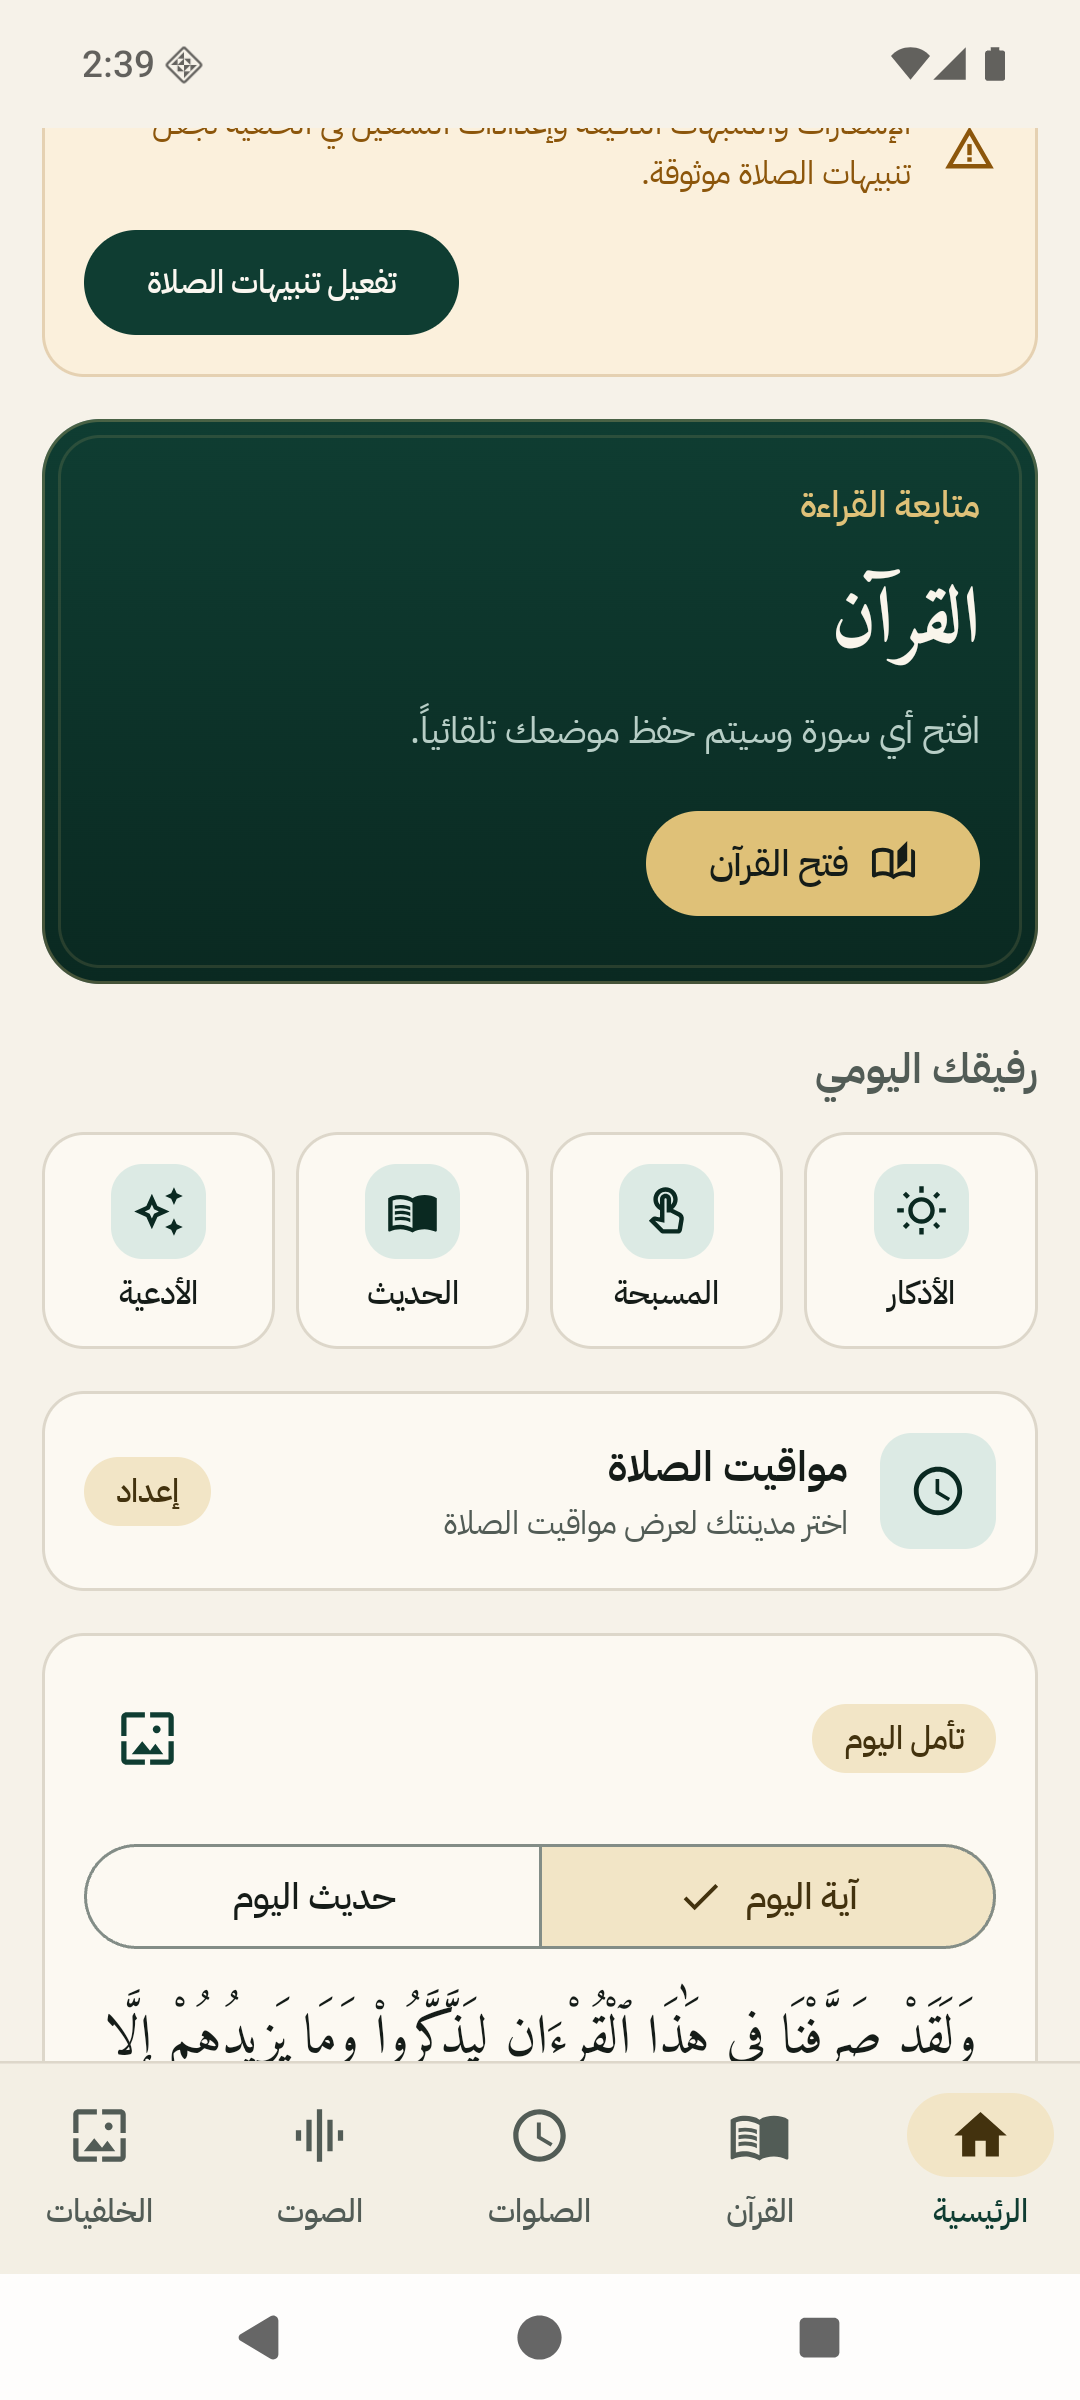 2:39
تنبيهات الصلاة موثوقة.
تفعيل تنبيهات الصلاة
متابعة القراءة
القرآن
افتح أي سورة وسيتم حفظ موضعك تلقائياً.
فتح القرآن
رفيقك اليومي
الأذكار
المسبحة
الحديث
الأدعية
مواقيت الصلاة
اختر مدينتك لعرض مواقيت الصلاة
إعداد
تأمل اليوم
آية اليوم
حديث اليوم
وَلَقَدْ صَرَّفْنَا فِي هَٰذَا ٱلْقُرْءَان لِيَذَّكَّرُوا۟ وَمَا يَزِيدُهُمْ إِلَّا
الرئيسية
القرآن
الصلوات
الصوت
الخلفيات